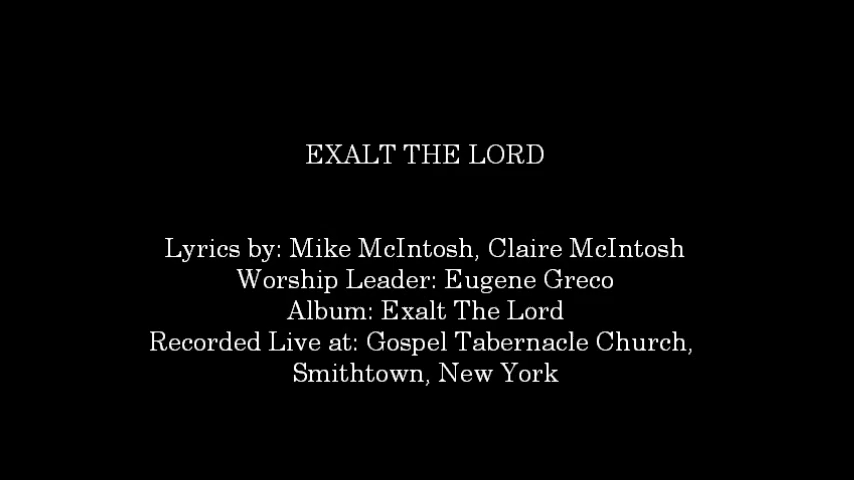 EXALT THE LORD
Lyrics by: Mike McIntosh, Claire McIntosh
Worship Leader: Eugene Greco
Album: Exalt The Lord
Recorded Live at: Gospel Tabernacle Church,
Smithtown, New York